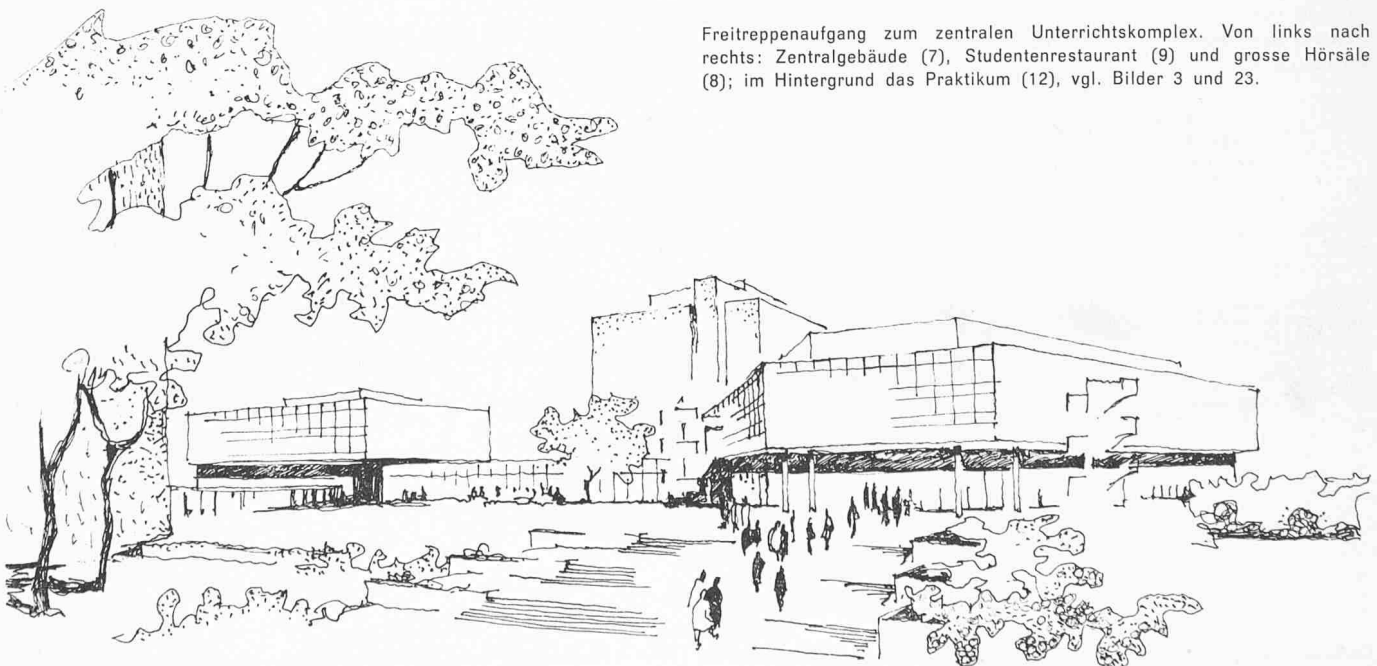 Freitreppenaufgang zum zentralen Unterrichtskomplex. Von links nach
rechts: Zentralgebäude (7), Studentenrestaurant (9) und grosse Hörsäle
(8); im Hintergrund das Praktikum (12), vgl. Bilder 3 und 23.